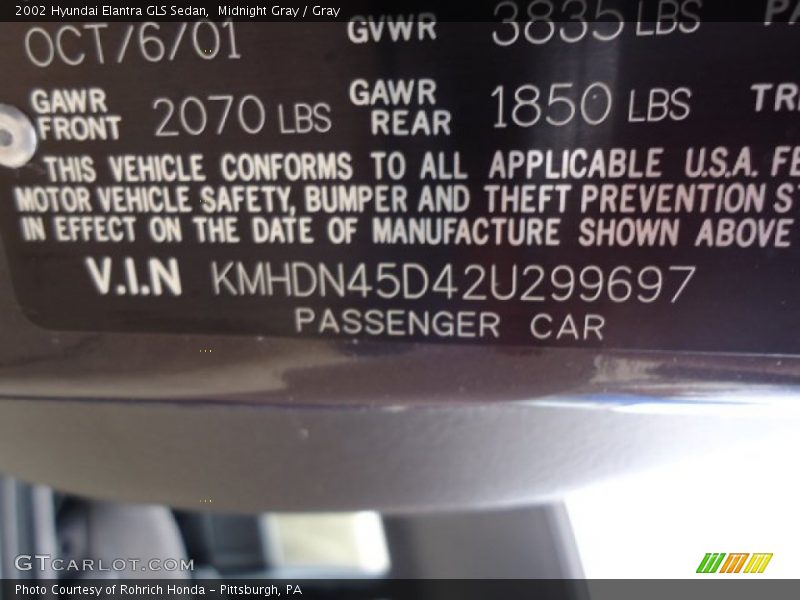 2002 Hyundai Elantra GLS Sedan, Midnight Gray / Gray
OCT/6/01 GVWR 3835 LBS
GAWR FRONT 2070 LBS GAWR REAR 1850 LBS
THIS VEHICLE CONFORMS TO ALL APPLICABLE U.S.A.
MOTOR VEHICLE SAFETY, BUMPER AND THEFT PREVENTION
IN EFFECT ON THE DATE OF MANUFACTURE SHOWN ABOVE
V.I.N KMHDN45D42U299697
PASSENGER CAR
GTCARLOT.COM
Photo Courtesy of Rohrich Honda - Pittsburgh, PA